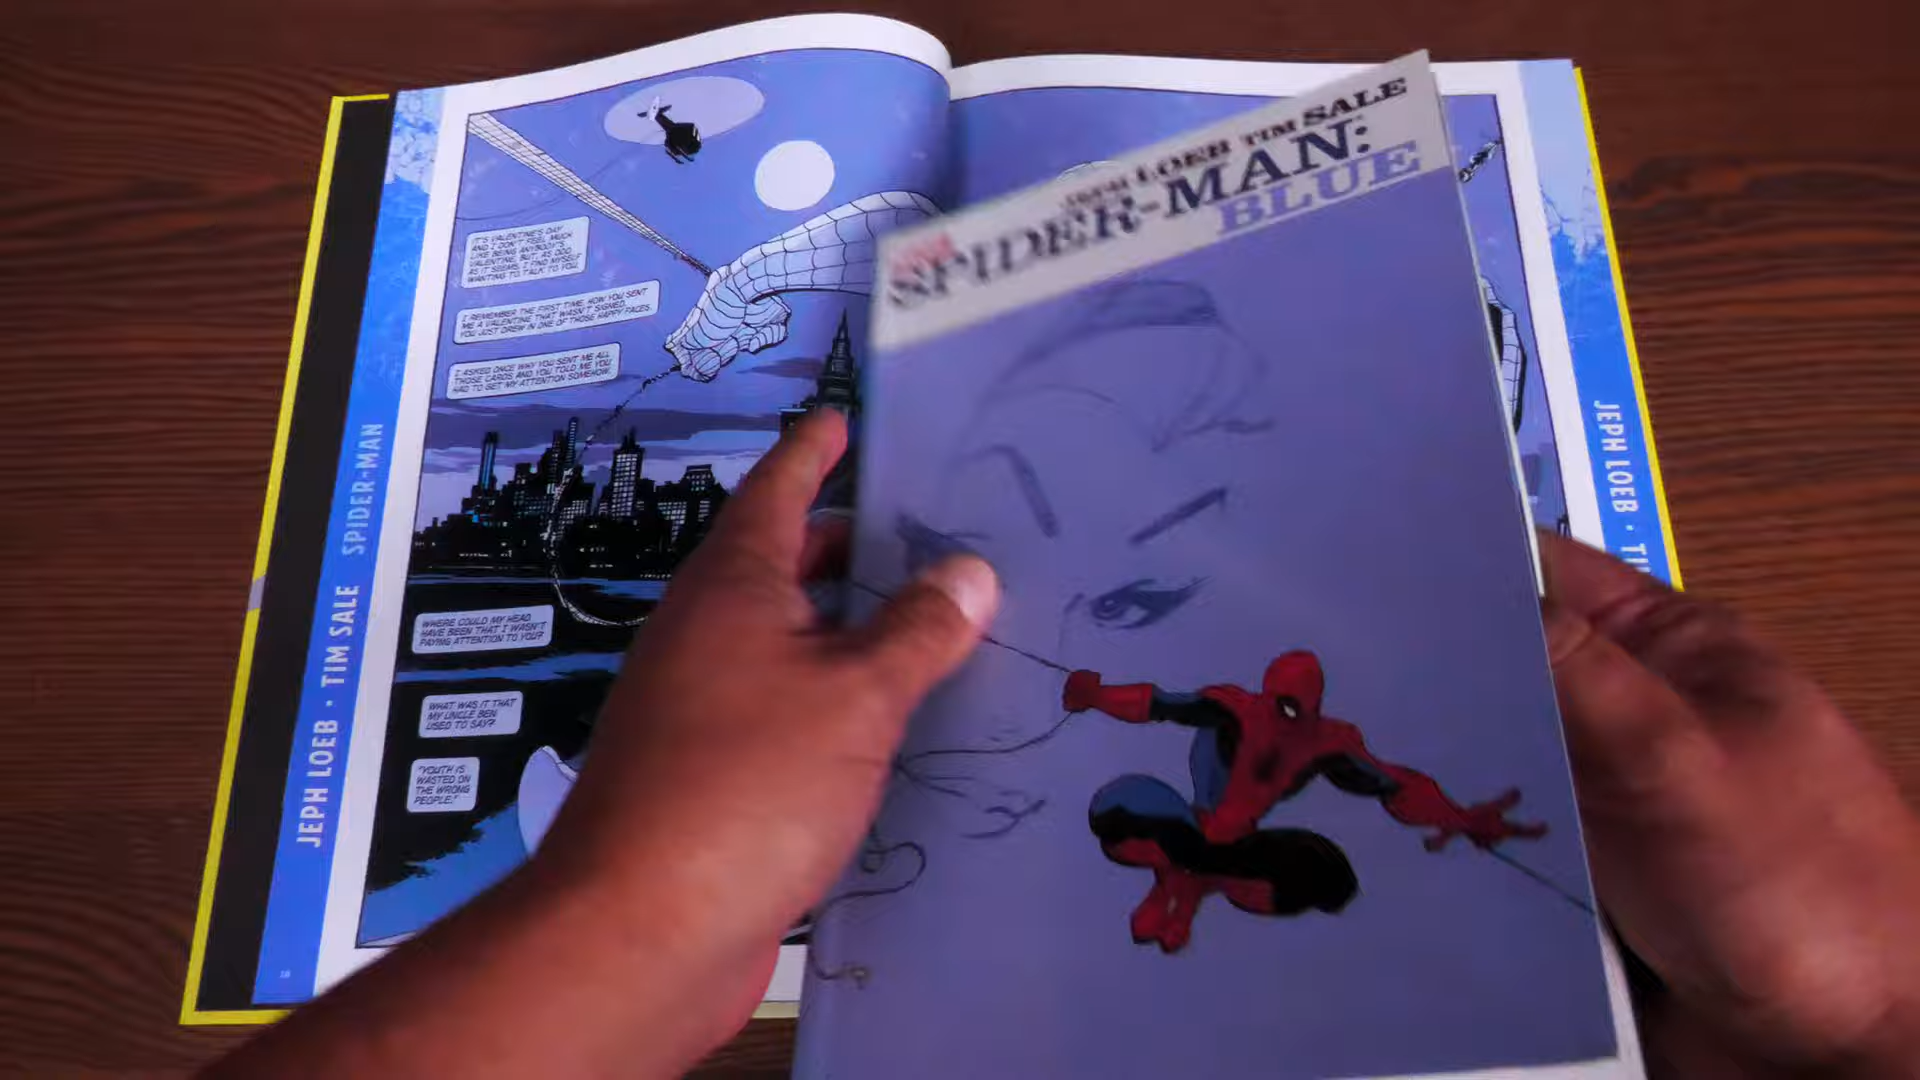 IT'S VALENTINE'S DAY
AND I DON'T FEEL MUCH
LIKE BEING ANYBODY'S
VALENTINE. BUT, AS ODD
AS IT SEEMS, I FIND MYSELF
WANTING TO TALK TO YOU.
I REMEMBER THE FIRST TIME. HOW YOU SENT
ME A VALENTINE THAT WASN'T SIGNED.
YOU JUST DREW IN ONE OF THOSE HAPPY FACES.
I ASKED ONCE WHY YOU SENT ME ALL
THOSE CARDS AND YOU TOLD ME YOU
HAD TO GET MY ATTENTION SOMEHOW.
WHERE COULD MY HEAD
HAVE BEEN THAT I WASN'T
PAYING ATTENTION TO YOU?
WHAT WAS IT THAT
MY UNCLE BEN
USED TO SAY?
"YOUTH IS
WASTED ON
THE WRONG
PEOPLE."
JEPH LOEB • TIM SALE SPIDER-MAN
JEPH LOEB TIM SALE
SPIDER-MAN:
BLUE
JEPH LOEB •